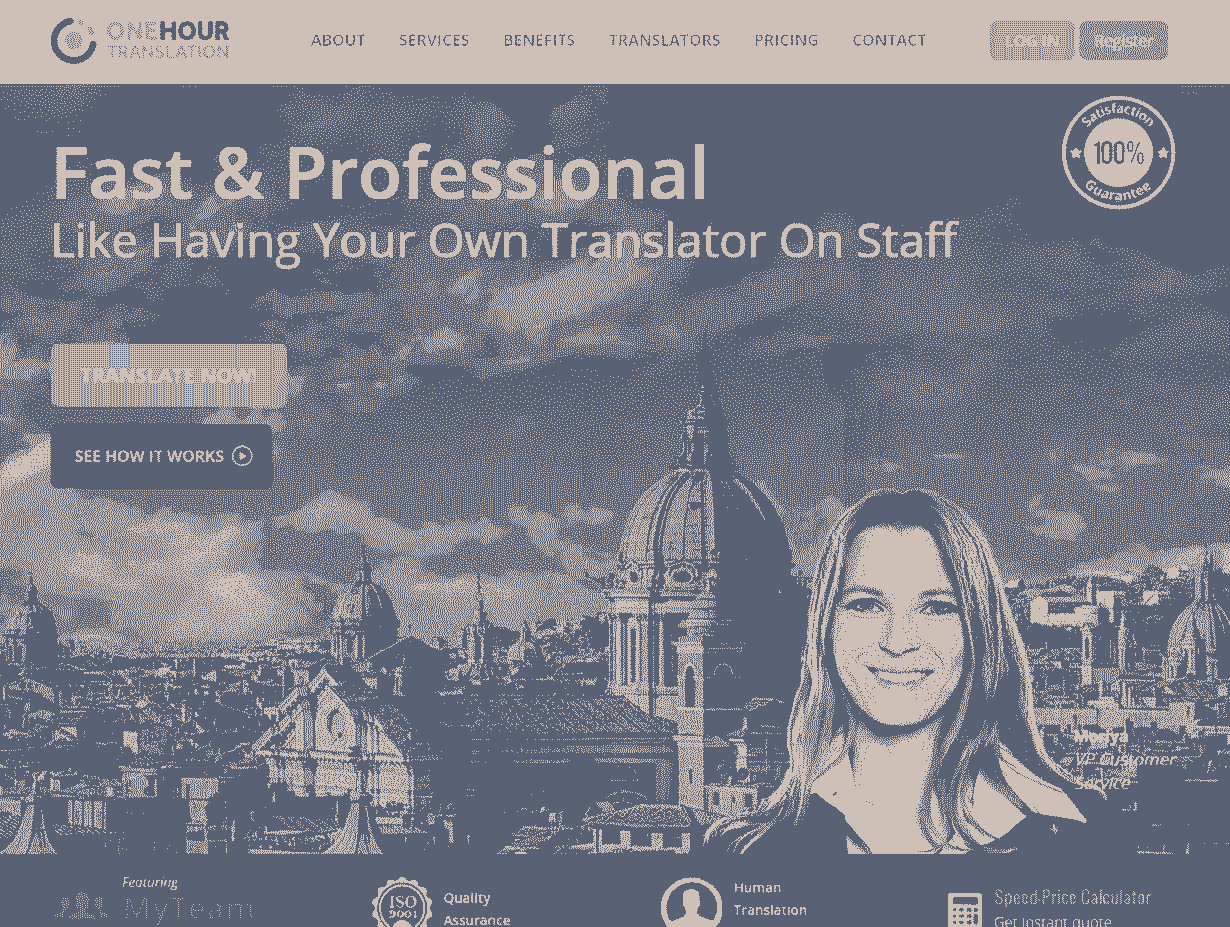 ONEHOUR
TRANSLATION
ABOUT SERVICES BENEFITS TRANSLATORS PRICING CONTACT
LOG IN Register
Satisfaction
100%
Guarantee
Fast & Professional
Like Having Your Own Translator On Staff
TRANSLATE NOW
SEE HOW IT WORKS
VP Customer
Service
Featuring
MyTeam
ISO
9001
Quality
Assurance
Human
Translation
Speed-Price Calculator
Get instant quote